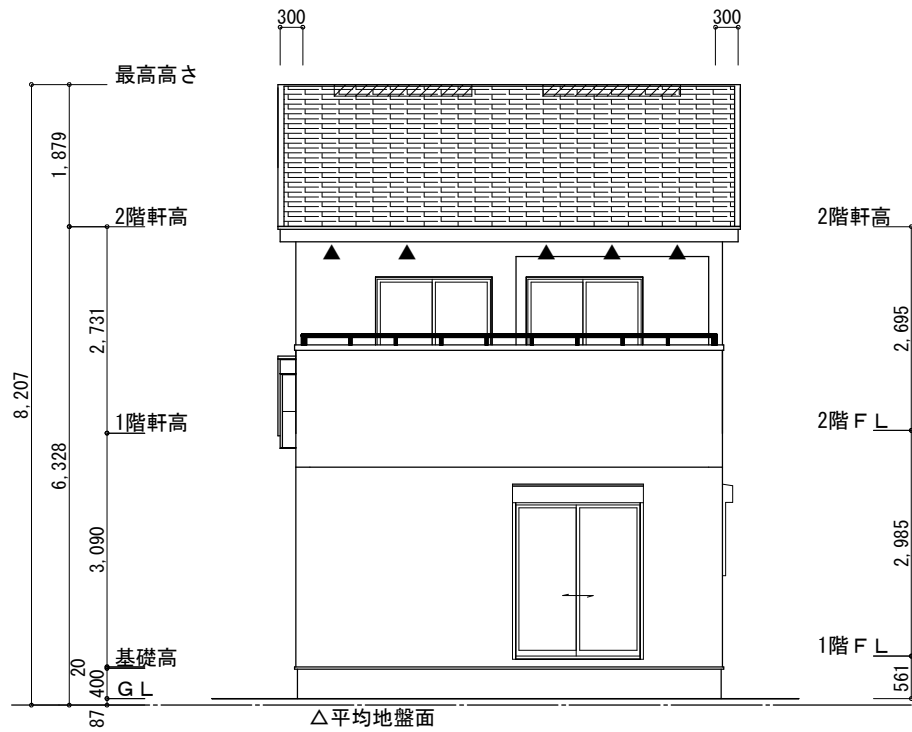 300
300
最高高さ
1,879
2階軒高
2階軒高
2,731
2,695
8,207
1階軒高
2階ＦＬ
6,328
3,090
2,985
基礎高
1階ＦＬ
20
400
ＧＬ
561
87
△平均地盤面